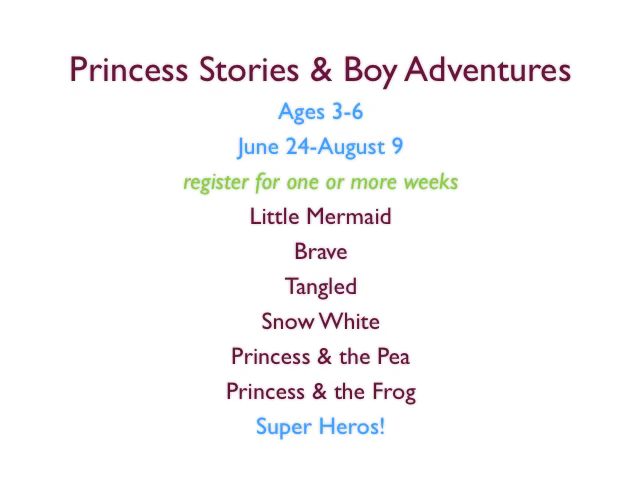 Princess Stories & Boy Adventures
Ages 3-6
June 24-August 9
register for one or more weeks
Little Mermaid
Brave
Tangled
Snow White
Princess & the Pea
Princess & the Frog
Super Heros!